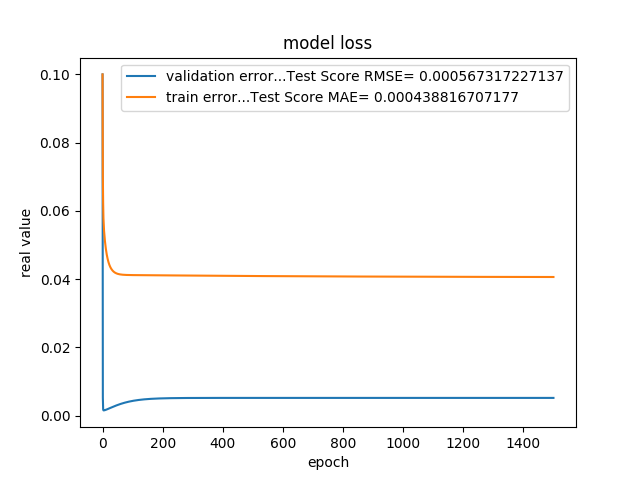 model loss
validation error...Test Score RMSE= 0.000567317227137
train error...Test Score MAE= 0.000438816707177
real value
0.10
0.08
0.06
0.04
0.02
0.00
0 200 400 600 800 1000 1200 1400
epoch